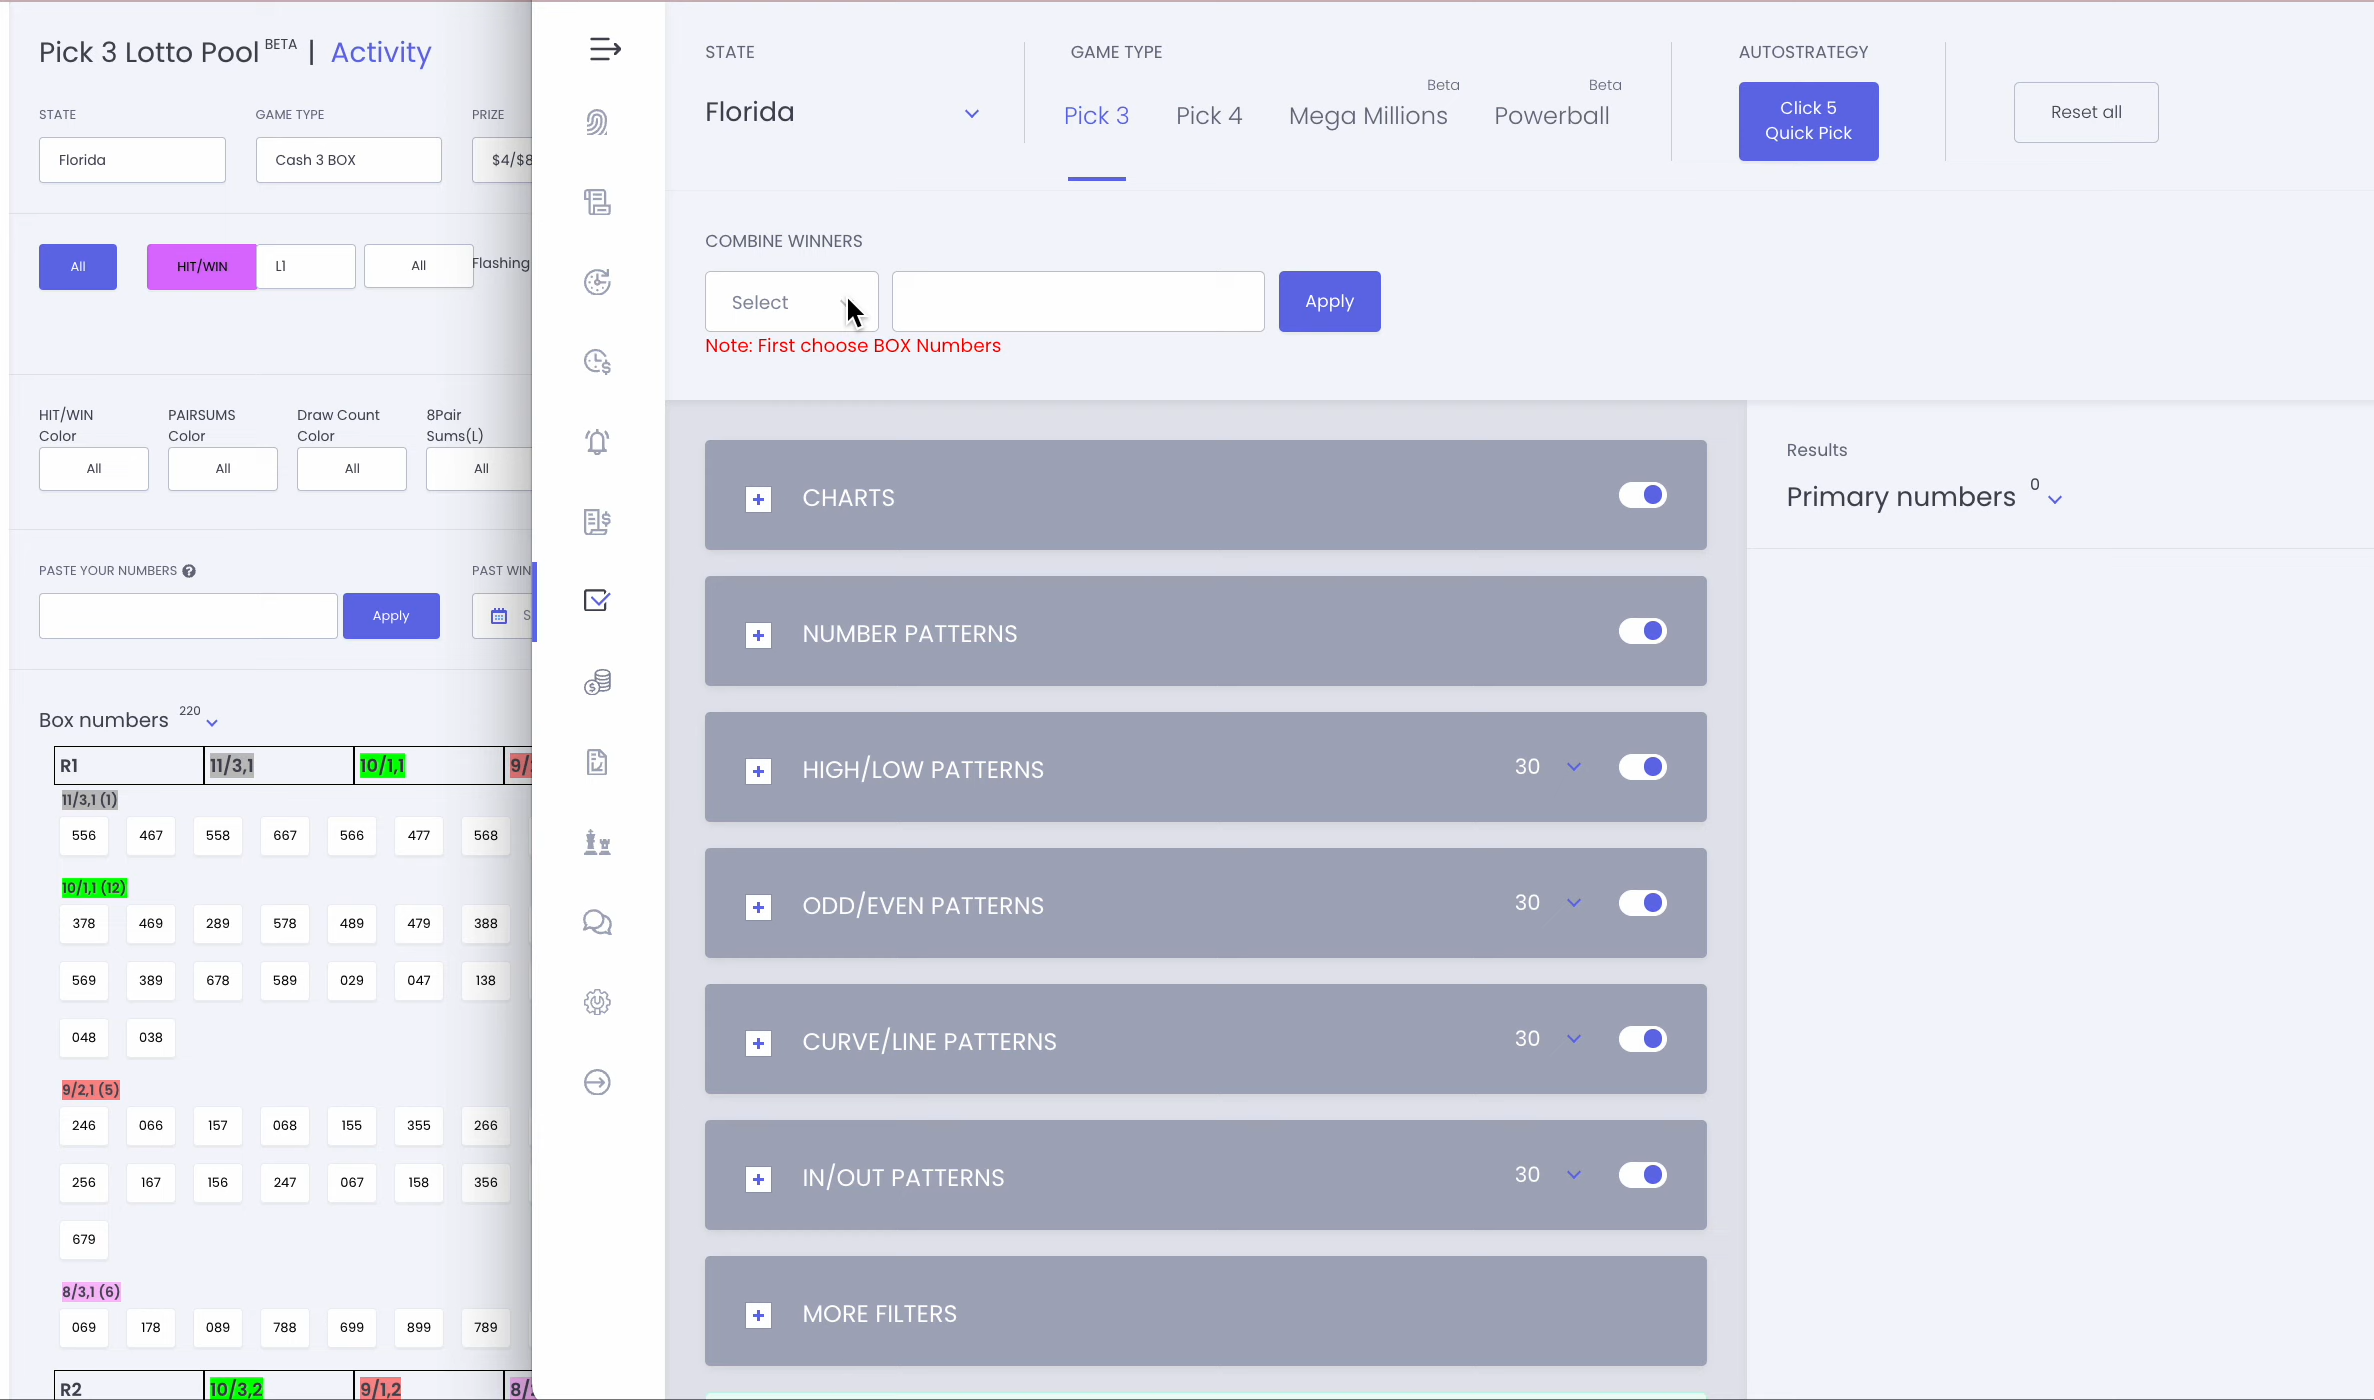 Pick 3 Lotto Pool BETA | Activity
STATE
GAME TYPE
PRIZE
Florida
Cash 3 BOX
$4/$8
All
HIT/WIN
L1
All
Flashing
HIT/WIN Color
PAIRSUMS Color
Draw Count Color
8Pair Sums(L)
All
All
All
All
PASTE YOUR NUMBERS
PAST WIN
Apply
Box numbers 220
R1 11/3,1 10/1,1
11/3,1 (1)
556 467 558 667 566 477 568
10/1,1 (12)
378 469 289 578 489 479 388
569 389 678 589 029 047 138
048 038
9/2,1 (5)
246 066 157 068 155 355 266
256 167 156 247 067 158 356
679
8/3,1 (6)
069 178 089 788 699 899 789
R2 10/3,2 9/1,2
STATE
Florida
GAME TYPE
Pick 3
Pick 4
Beta
Mega Millions
Beta
Powerball
AUTOSTRATEGY
Click 5
Quick Pick
Reset all
COMBINE WINNERS
Select
Apply
Note: First choose BOX Numbers
CHARTS
NUMBER PATTERNS
HIGH/LOW PATTERNS 30
ODD/EVEN PATTERNS 30
CURVE/LINE PATTERNS 30
IN/OUT PATTERNS 30
MORE FILTERS
Results
Primary numbers 0